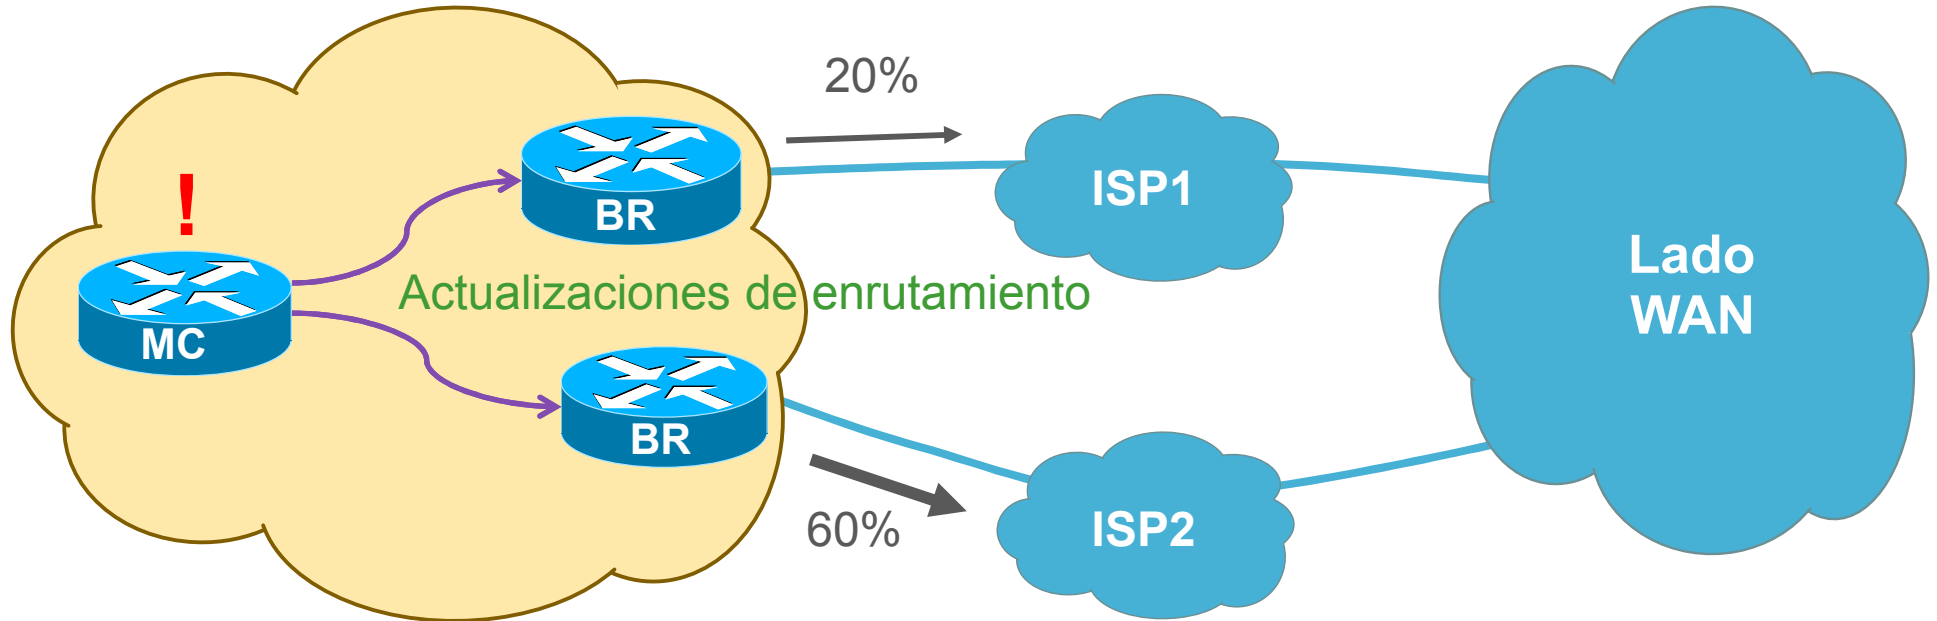 20%
!
BR
ISP1
Lado
WAN
Actualizaciones de enrutamiento
MC
BR
60%
ISP2